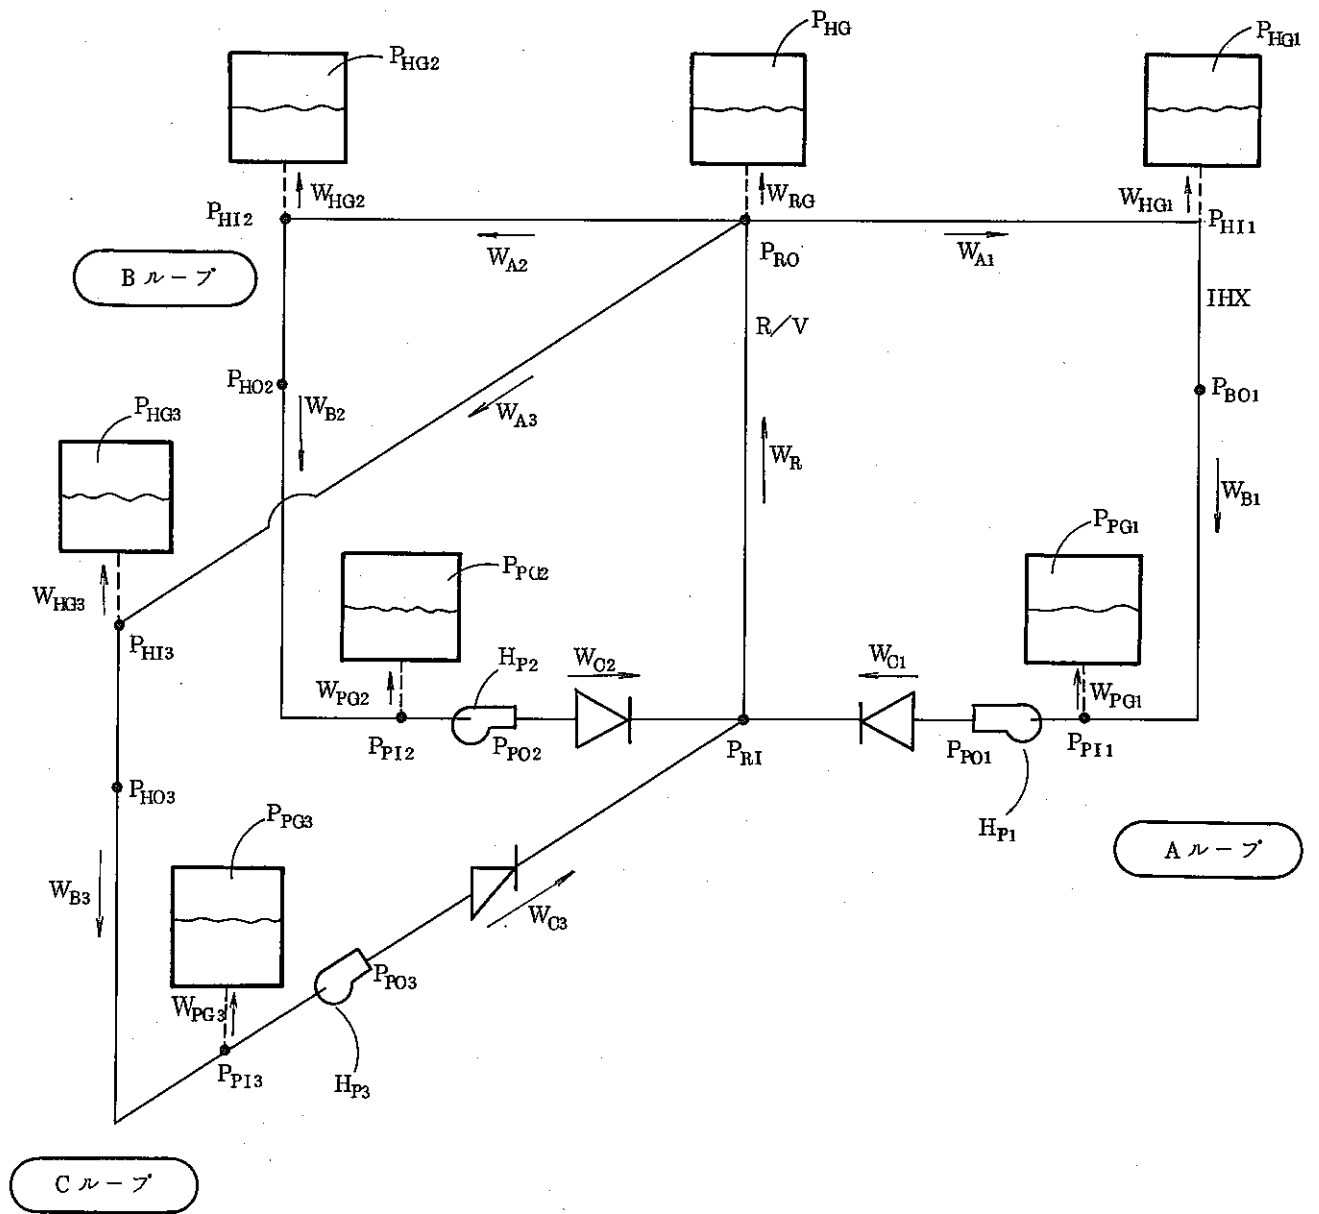 P_HG
P_HG1
P_HG2
W_HG2
W_RG
W_HG1
P_HI2
P_HI1
W_A2
P_RO
W_A1
Bループ
IHX
R/V
P_HO2
P_BO1
P_HG3
W_B2
W_A3
W_R
W_B1
P_PG1
P_PG2
W_HG3
P_HI3
H_P2
W_C2
W_C1
W_PG2
W_PG1
P_PI2
P_PO2
P_RI
P_PO1
P_PI1
P_HO3
P_PG3
H_P1
Aループ
W_B3
W_C3
P_PO3
W_PG3
P_PI3
H_P3
Cループ